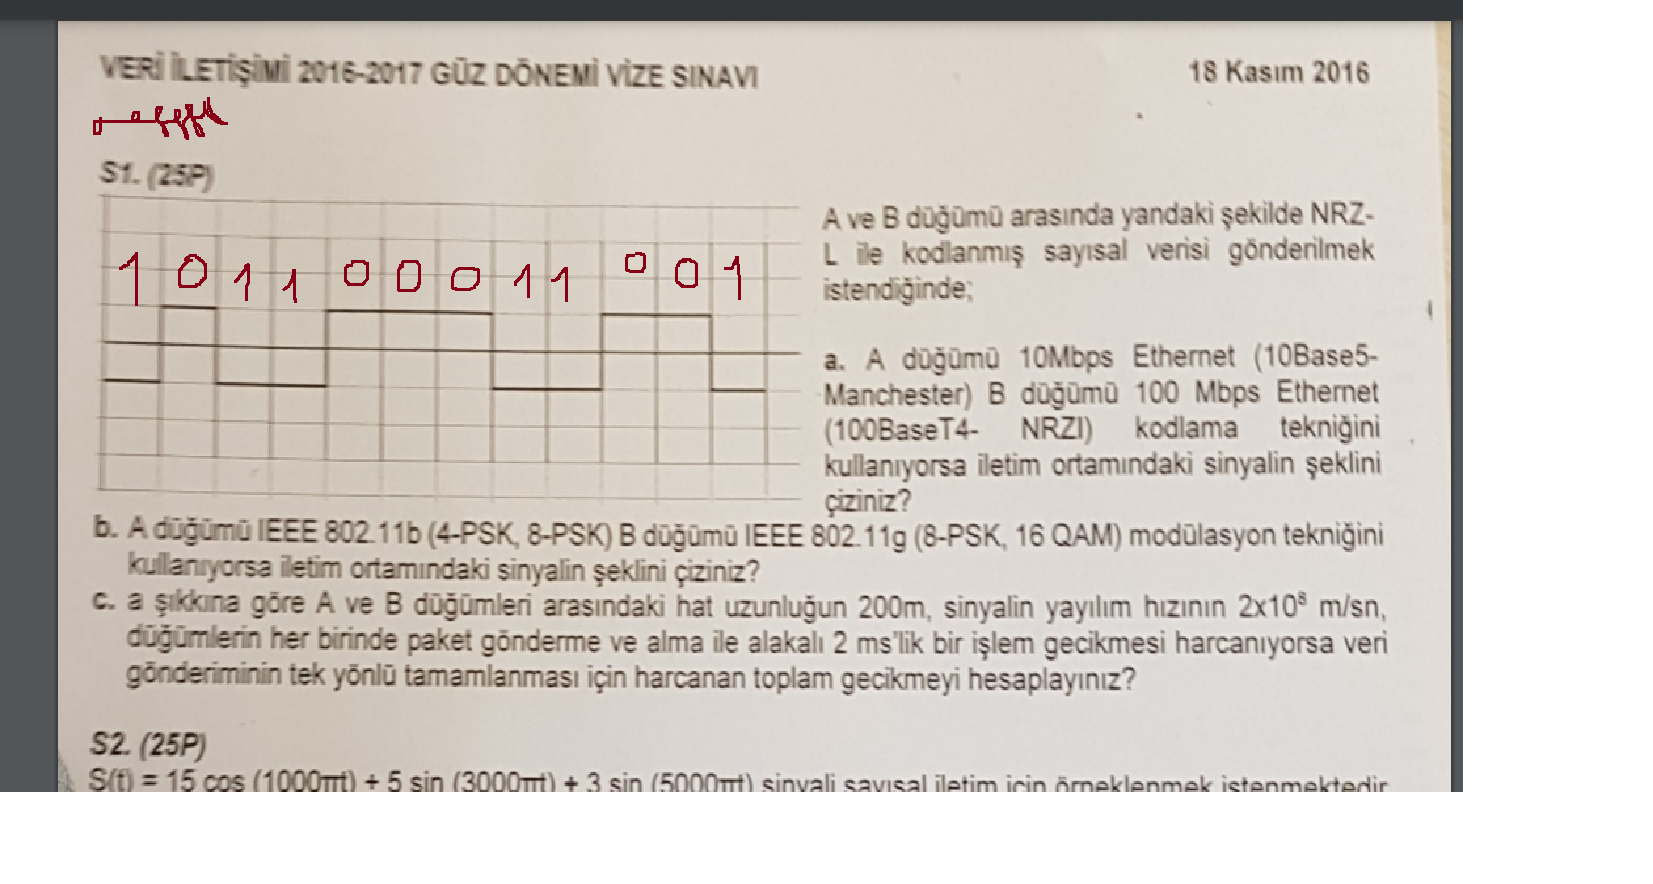 VERİ İLETİŞİMİ 2016-2017 GÜZ DÖNEMİ VİZE SINAVI 18 Kasım 2016
S1. (25P)
1 0 1 1 0 0 0 1 1 0 0 1
A ve B düğümü arasında yandaki şekilde NRZ-
L ile kodlanmış sayısal verisi gönderilmek
istendiğinde;
a. A düğümü 10Mbps Ethernet (10Base5-
Manchester) B düğümü 100 Mbps Ethernet
(100BaseT4- NRZI) kodlama tekniğini
kullanıyorsa iletim ortamındaki sinyalin şeklini
çiziniz?
b. A düğümü IEEE 802.11b (4-PSK, 8-PSK) B düğümü IEEE 802.11g (8-PSK, 16 QAM) modülasyon tekniğini
kullanıyorsa iletim ortamındaki sinyalin şeklini çiziniz?
c. a şıkkına göre A ve B düğümleri arasındaki hat uzunluğun 200m, sinyalin yayılım hızının 2x10⁸ m/sn,
düğümlerin her birinde paket gönderme ve alma ile alakalı 2 ms'lik bir işlem gecikmesi harcanıyorsa veri
gönderiminin tek yönlü tamamlanması için harcanan toplam gecikmeyi hesaplayınız?
S2. (25P)
S(t) = 15 cos (1000πt) + 5 sin (3000πt) + 3 sin (5000πt) sinyali sayısal iletim için örneklenmek istenmektedir